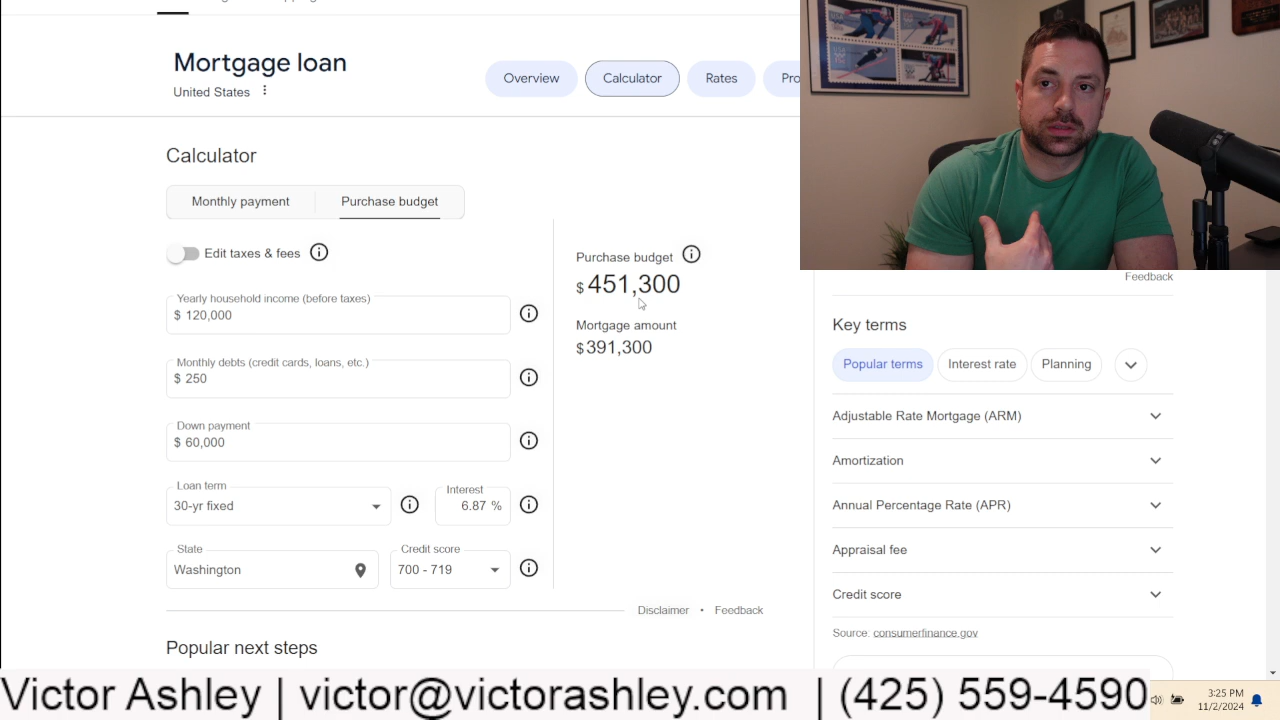 Mortgage loan
United States
Overview
Calculator
Rates
Pro
Calculator
Monthly payment
Purchase budget
Edit taxes & fees
Yearly household income (before taxes)
$ 120,000
Monthly debts (credit cards, loans, etc.)
$ 250
Down payment
$ 60,000
Loan term
30-yr fixed
Interest
6.87 %
State
Washington
Credit score
700 - 719
Purchase budget
$ 451,300
Mortgage amount
$391,300
Disclaimer • Feedback
Popular next steps
Feedback
Key terms
Popular terms
Interest rate
Planning
Adjustable Rate Mortgage (ARM)
Amortization
Annual Percentage Rate (APR)
Appraisal fee
Credit score
Source: consumerfinance.gov
Victor Ashley | victor@victorashley.com | (425) 559-4590
3:25 PM
11/2/2024